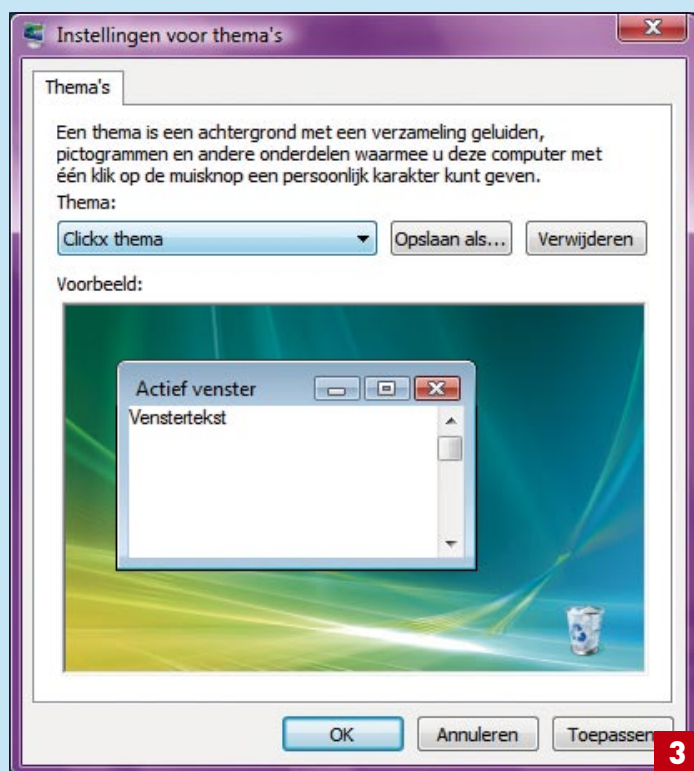 Instellingen voor thema's
Thema's
Een thema is een achtergrond met een verzameling geluiden,
pictogrammen en andere onderdelen waarmee u deze computer met
één klik op de muisknop een persoonlijk karakter kunt geven.
Thema:
Clickx thema
Opslaan als...
Verwijderen
Voorbeeld:
Actief venster
Venstertekst
OK
Annuleren
Toepassen
3